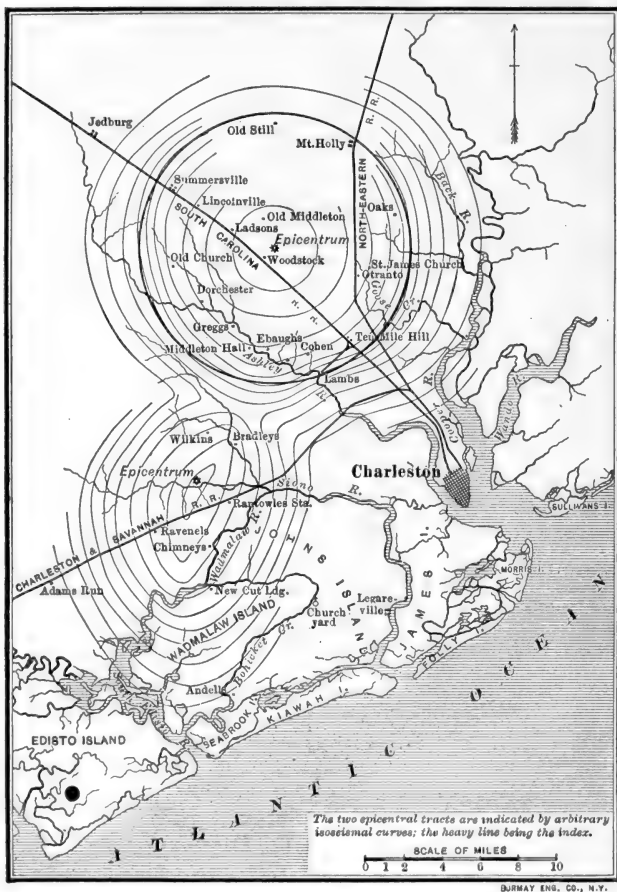 Jedburg
Old Still
Mt. Holly
R. R.
Back R.
Summersville
Lincolnville
SOUTH CAROLINA
R. R.
Old Middleton
Ladsons
Epicentrum
Woodstock
NORTH-EASTERN
Oaks
Old Church
St. James Church
Otranto
Goose Cr.
Dorchester
Greggs
Ebaughs
Ten Mile Hill
Middleton Hall
Cohen
Ashley
R.
Lambs
Cooper R.
Wando R.
Wilkins
Bradleys
Epicentrum
Charleston
Stono R.
R. R.
Rantowles Sta.
SULLIVANS I.
Ravenels
Chimneys
Wadmalaw R.
CHARLESTON & SAVANNAH
JOHNS ISLAND
JAMES
MORRIS I.
Adams Run
New Cut Ldg.
Church yard
Legareville
WADMALAW ISLAND
FOLLY I.
Bohicket Cr.
Andells
SEABROOK I.
KIAWAH I.
EDISTO ISLAND
ATLANTIC OCEAN
The two epicentral tracts are indicated by arbitrary
isoseismal curves; the heavy line being the index.
SCALE OF MILES
0 1 2 4 6 8 10
BURMAY ENG. CO., N.Y.